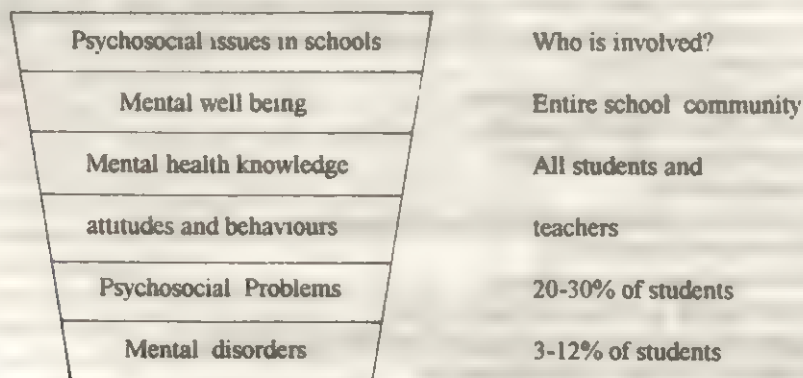 Psychosocial issues in schools Who is involved?
Mental well being Entire school community
Mental health knowledge All students and
attitudes and behaviours teachers
Psychosocial Problems 20-30% of students
Mental disorders 3-12% of students